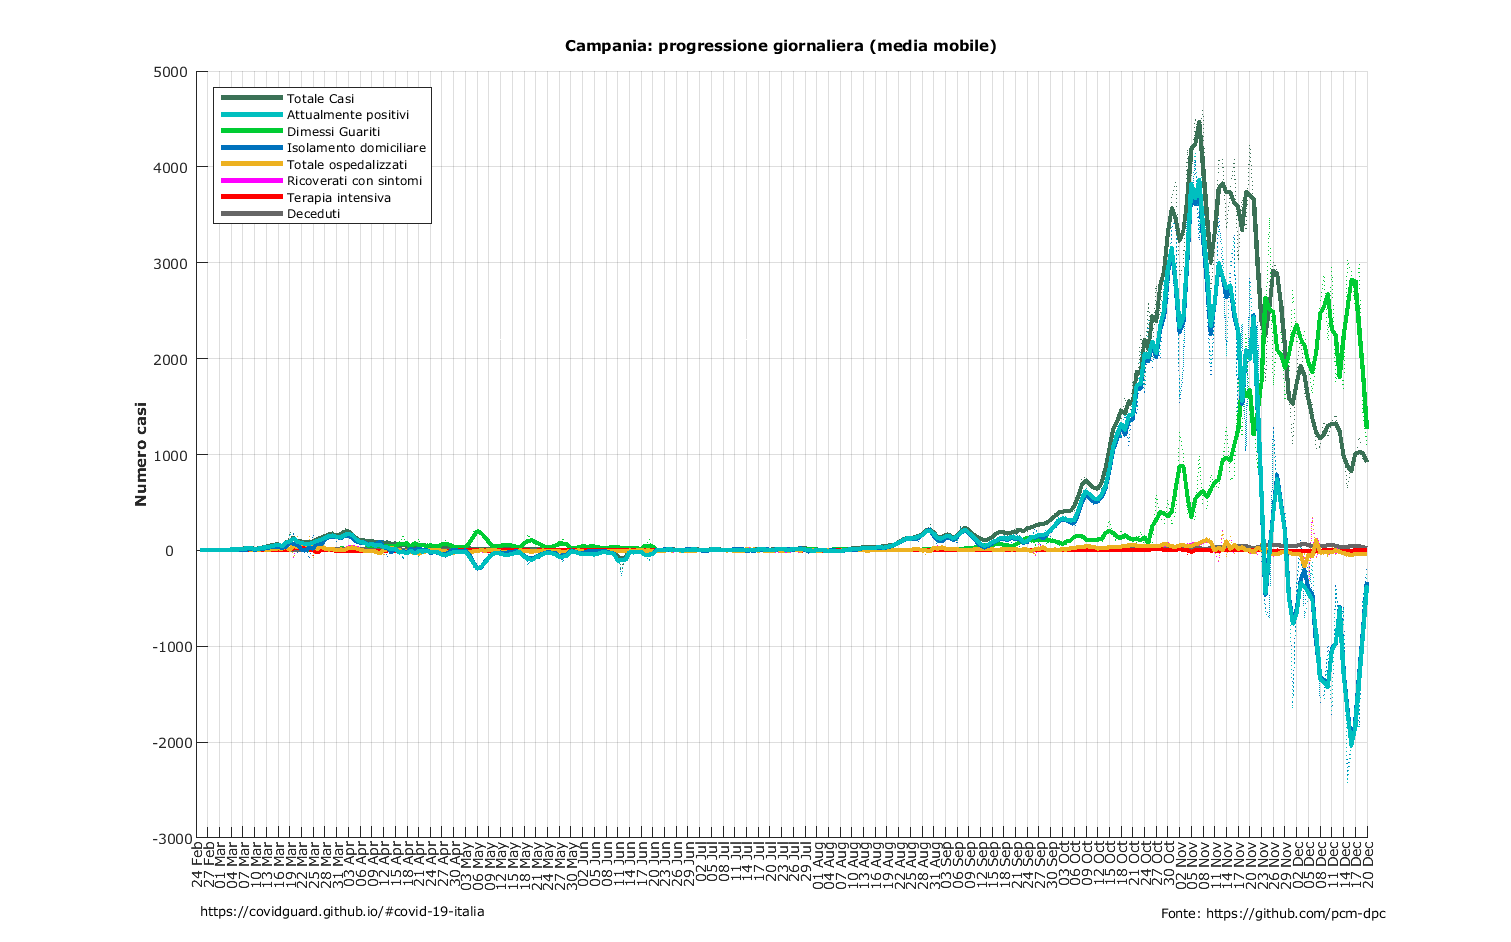 Campania: progressione giornaliera (media mobile)
5000
4000
3000
2000
1000
0
-1000
-2000
-3000
Numero casi
Totale Casi
Attualmente positivi
Dimessi Guariti
Isolamento domiciliare
Totale ospedalizzati
Ricoverati con sintomi
Terapia intensiva
Deceduti
24 Feb
27 Feb
01 Mar
04 Mar
07 Mar
10 Mar
13 Mar
16 Mar
19 Mar
22 Mar
25 Mar
28 Mar
31 Mar
03 Apr
06 Apr
09 Apr
12 Apr
15 Apr
18 Apr
21 Apr
24 Apr
27 Apr
30 Apr
03 May
06 May
09 May
12 May
15 May
18 May
21 May
24 May
27 May
30 May
02 Jun
05 Jun
08 Jun
11 Jun
14 Jun
17 Jun
20 Jun
23 Jun
26 Jun
29 Jun
02 Jul
05 Jul
08 Jul
11 Jul
14 Jul
17 Jul
20 Jul
23 Jul
26 Jul
29 Jul
01 Aug
04 Aug
07 Aug
10 Aug
13 Aug
16 Aug
19 Aug
22 Aug
25 Aug
28 Aug
31 Aug
03 Sep
06 Sep
09 Sep
12 Sep
15 Sep
18 Sep
21 Sep
24 Sep
27 Sep
30 Sep
03 Oct
06 Oct
09 Oct
12 Oct
15 Oct
18 Oct
21 Oct
24 Oct
27 Oct
30 Oct
02 Nov
05 Nov
08 Nov
11 Nov
14 Nov
17 Nov
20 Nov
23 Nov
26 Nov
29 Nov
02 Dec
05 Dec
08 Dec
11 Dec
14 Dec
17 Dec
20 Dec
https://covidguard.github.io/#covid-19-italia
Fonte: https://github.com/pcm-dpc